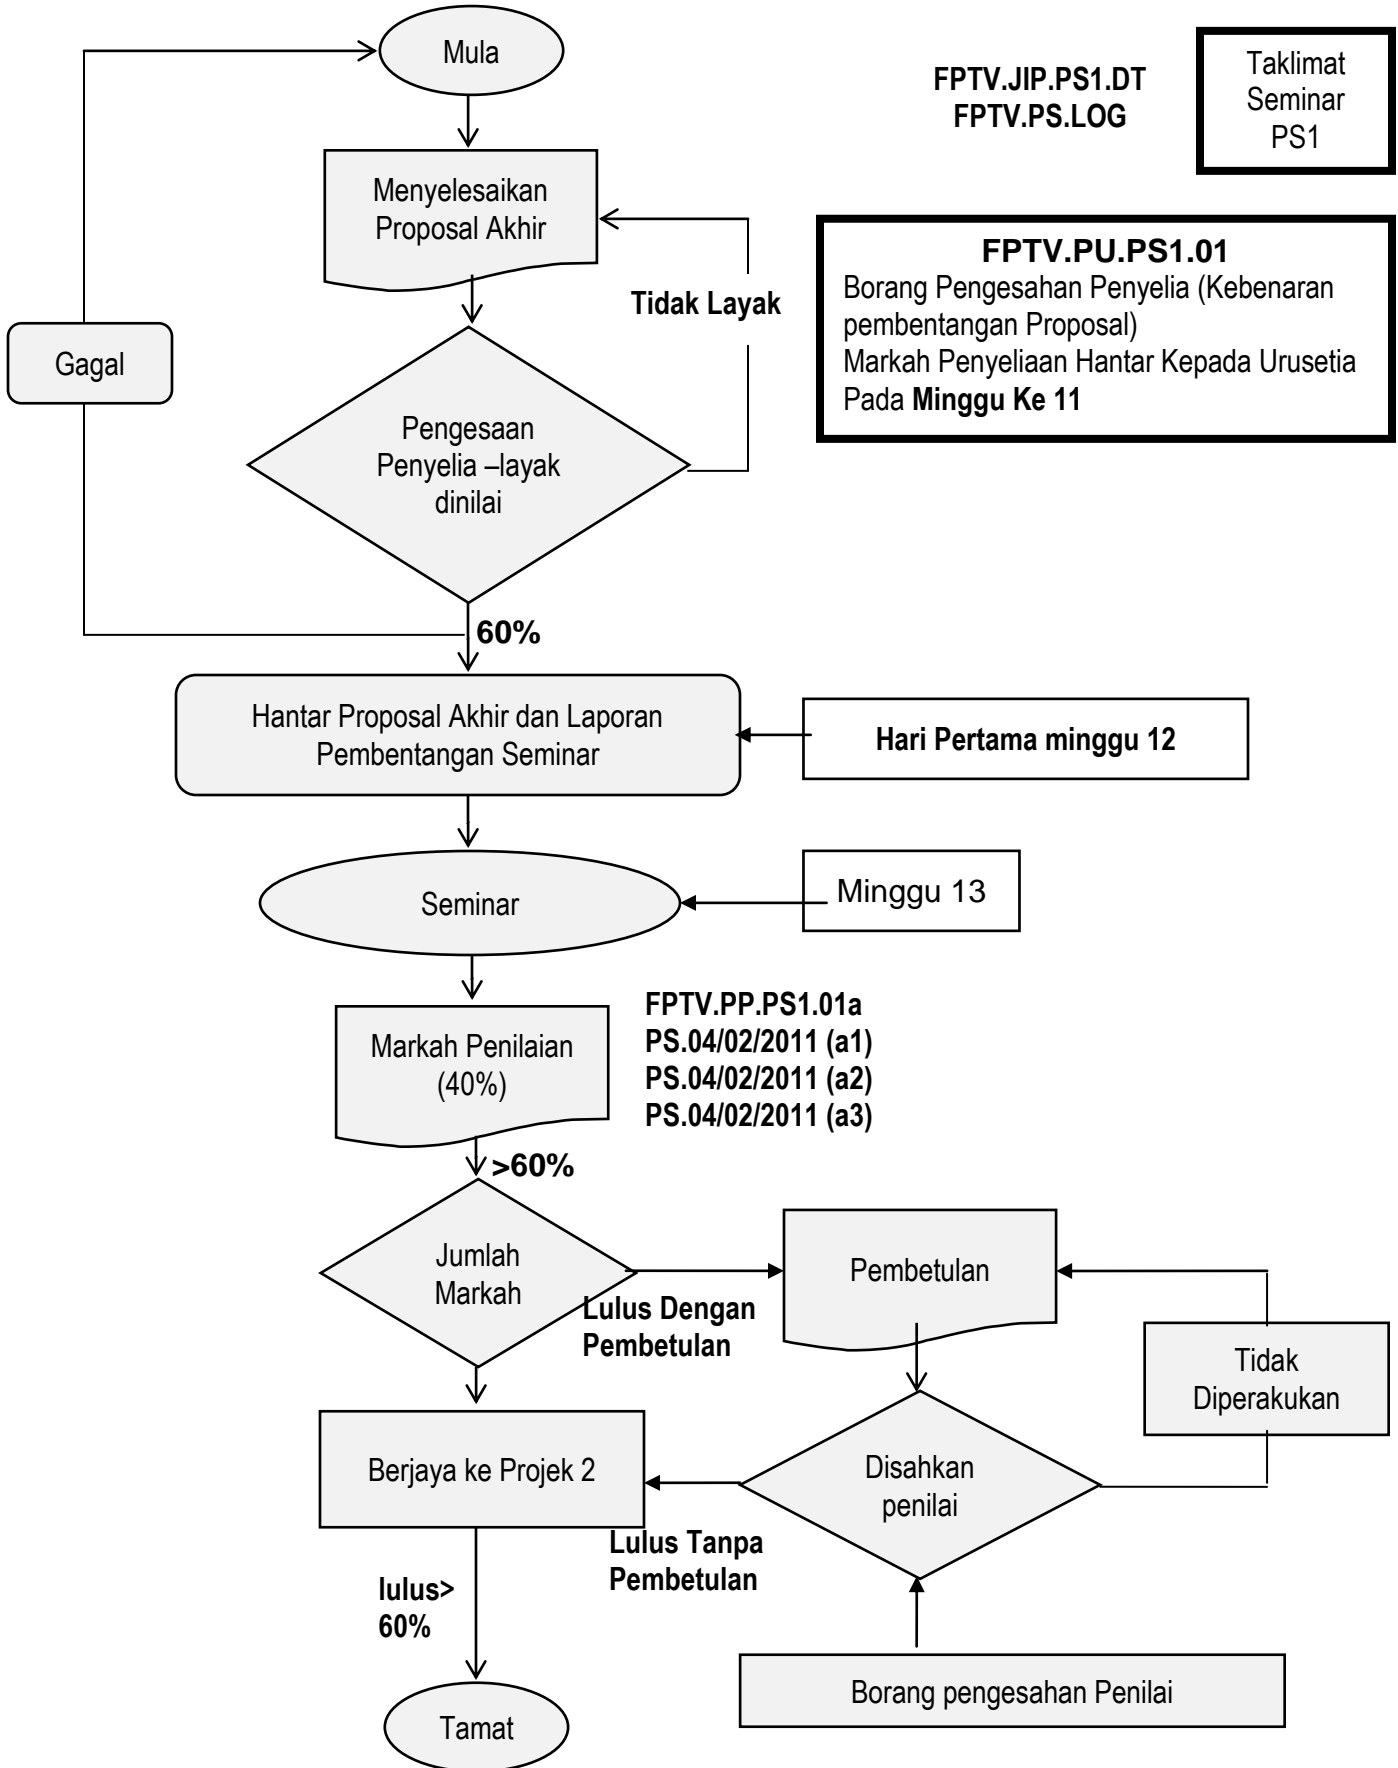 Mula
FPTV.JIP.PS1.DT
FPTV.PS.LOG
Taklimat
Seminar
PS1
Menyelesaikan
Proposal Akhir
FPTV.PU.PS1.01
Borang Pengesahan Penyelia (Kebenaran
pembentangan Proposal)
Markah Penyeliaan Hantar Kepada Urusetia
Pada Minggu Ke 11
Tidak Layak
Gagal
Pengesaan
Penyelia –layak
dinilai
60%
Hantar Proposal Akhir dan Laporan
Pembentangan Seminar
Hari Pertama minggu 12
Seminar
Minggu 13
Markah Penilaian
(40%)
FPTV.PP.PS1.01a
PS.04/02/2011 (a1)
PS.04/02/2011 (a2)
PS.04/02/2011 (a3)
>60%
Jumlah
Markah
Lulus Dengan
Pembetulan
Pembetulan
Tidak
Diperakukan
Berjaya ke Projek 2
Disahkan
penilai
Lulus Tanpa
Pembetulan
lulus>
60%
Borang pengesahan Penilai
Tamat